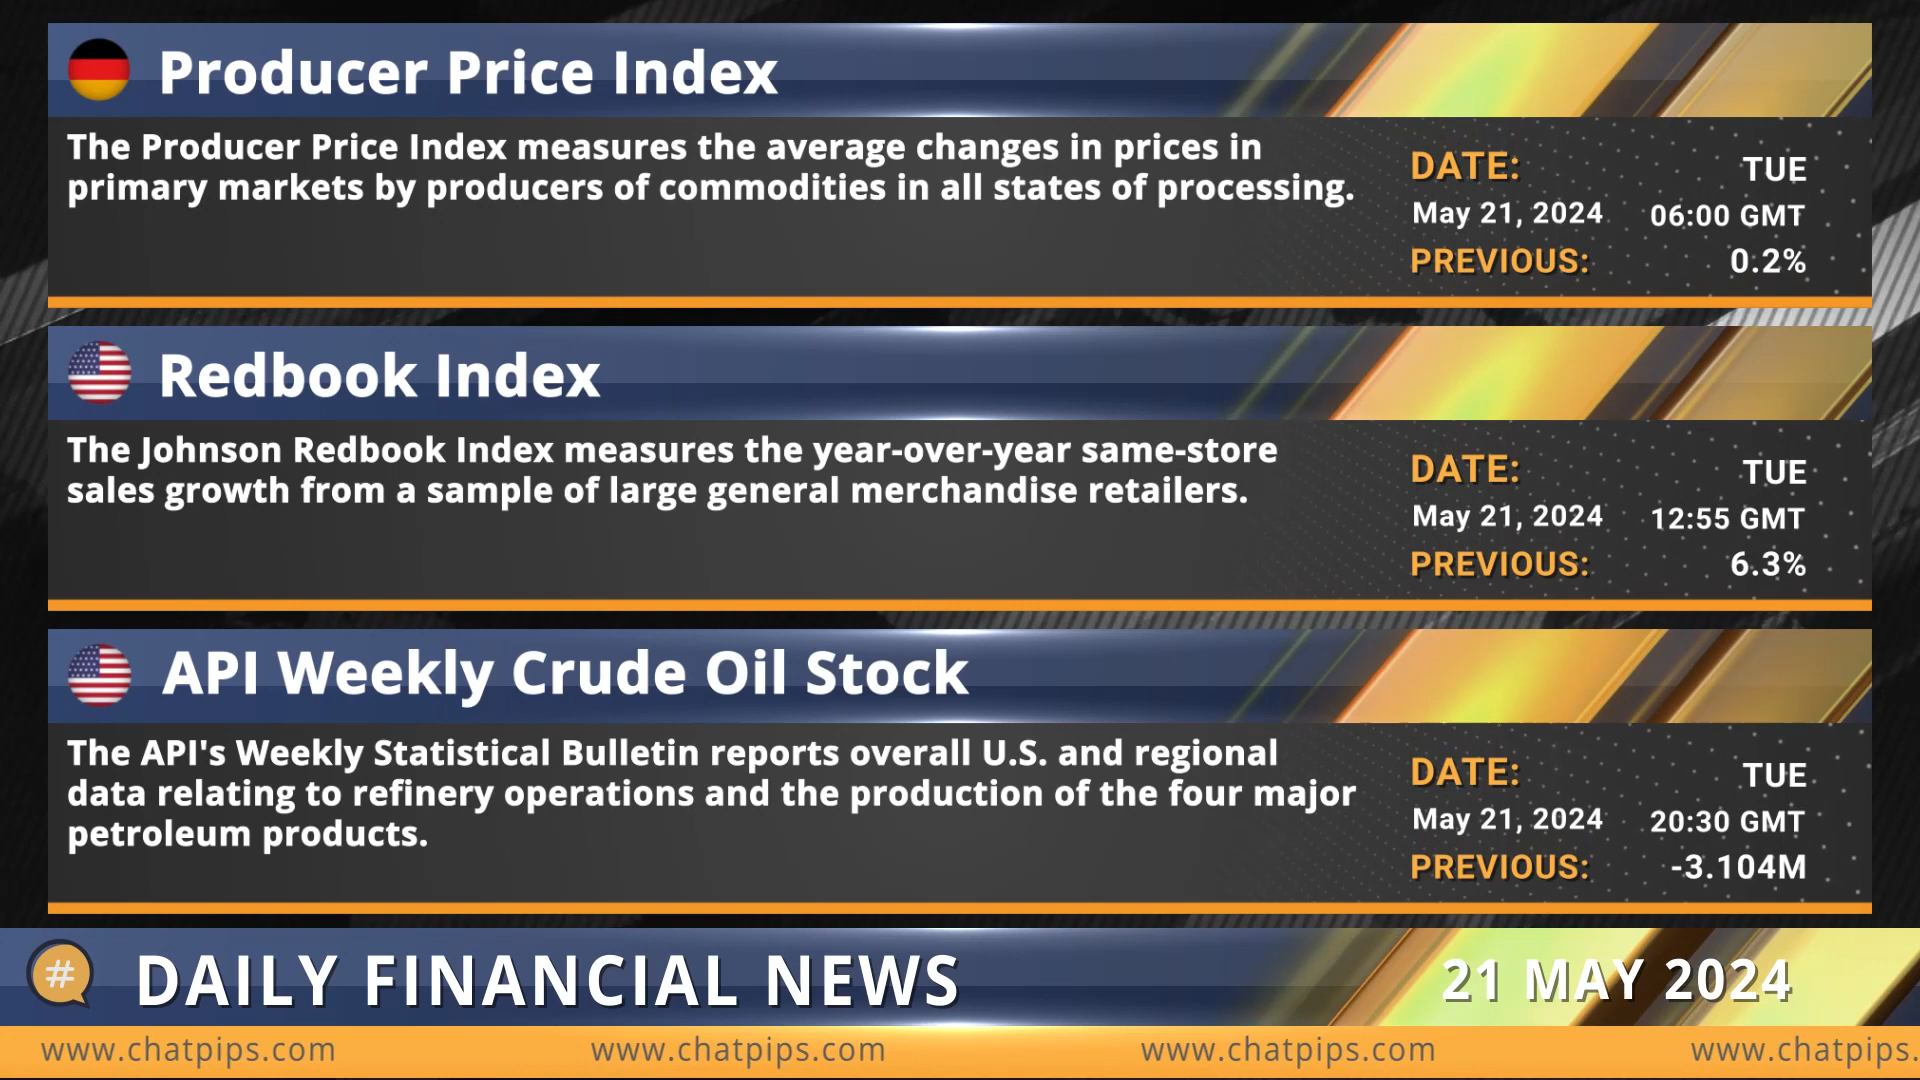 Producer Price Index
The Producer Price Index measures the average changes in prices in
primary markets by producers of commodities in all states of processing.
DATE: TUE
May 21, 2024 06:00 GMT
PREVIOUS: 0.2%
Redbook Index
The Johnson Redbook Index measures the year-over-year same-store
sales growth from a sample of large general merchandise retailers.
DATE: TUE
May 21, 2024 12:55 GMT
PREVIOUS: 6.3%
API Weekly Crude Oil Stock
The API's Weekly Statistical Bulletin reports overall U.S. and regional
data relating to refinery operations and the production of the four major
petroleum products.
DATE: TUE
May 21, 2024 20:30 GMT
PREVIOUS: -3.104M
# DAILY FINANCIAL NEWS 21 MAY 2024
www.chatpips.com www.chatpips.com www.chatpips.com www.chatpips.